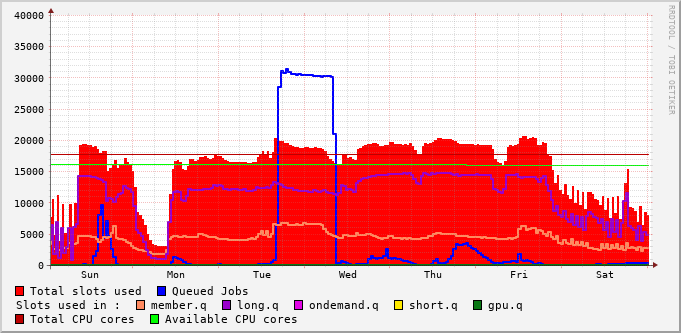 40000
35000
30000
25000
20000
15000
10000
5000
0
Sun Mon Tue Wed Thu Fri Sat
RRDTOOL / TOBI OETIKER
Total slots used Queued Jobs
Slots used in : member.q long.q ondemand.q short.q gpu.q
Total CPU cores Available CPU cores